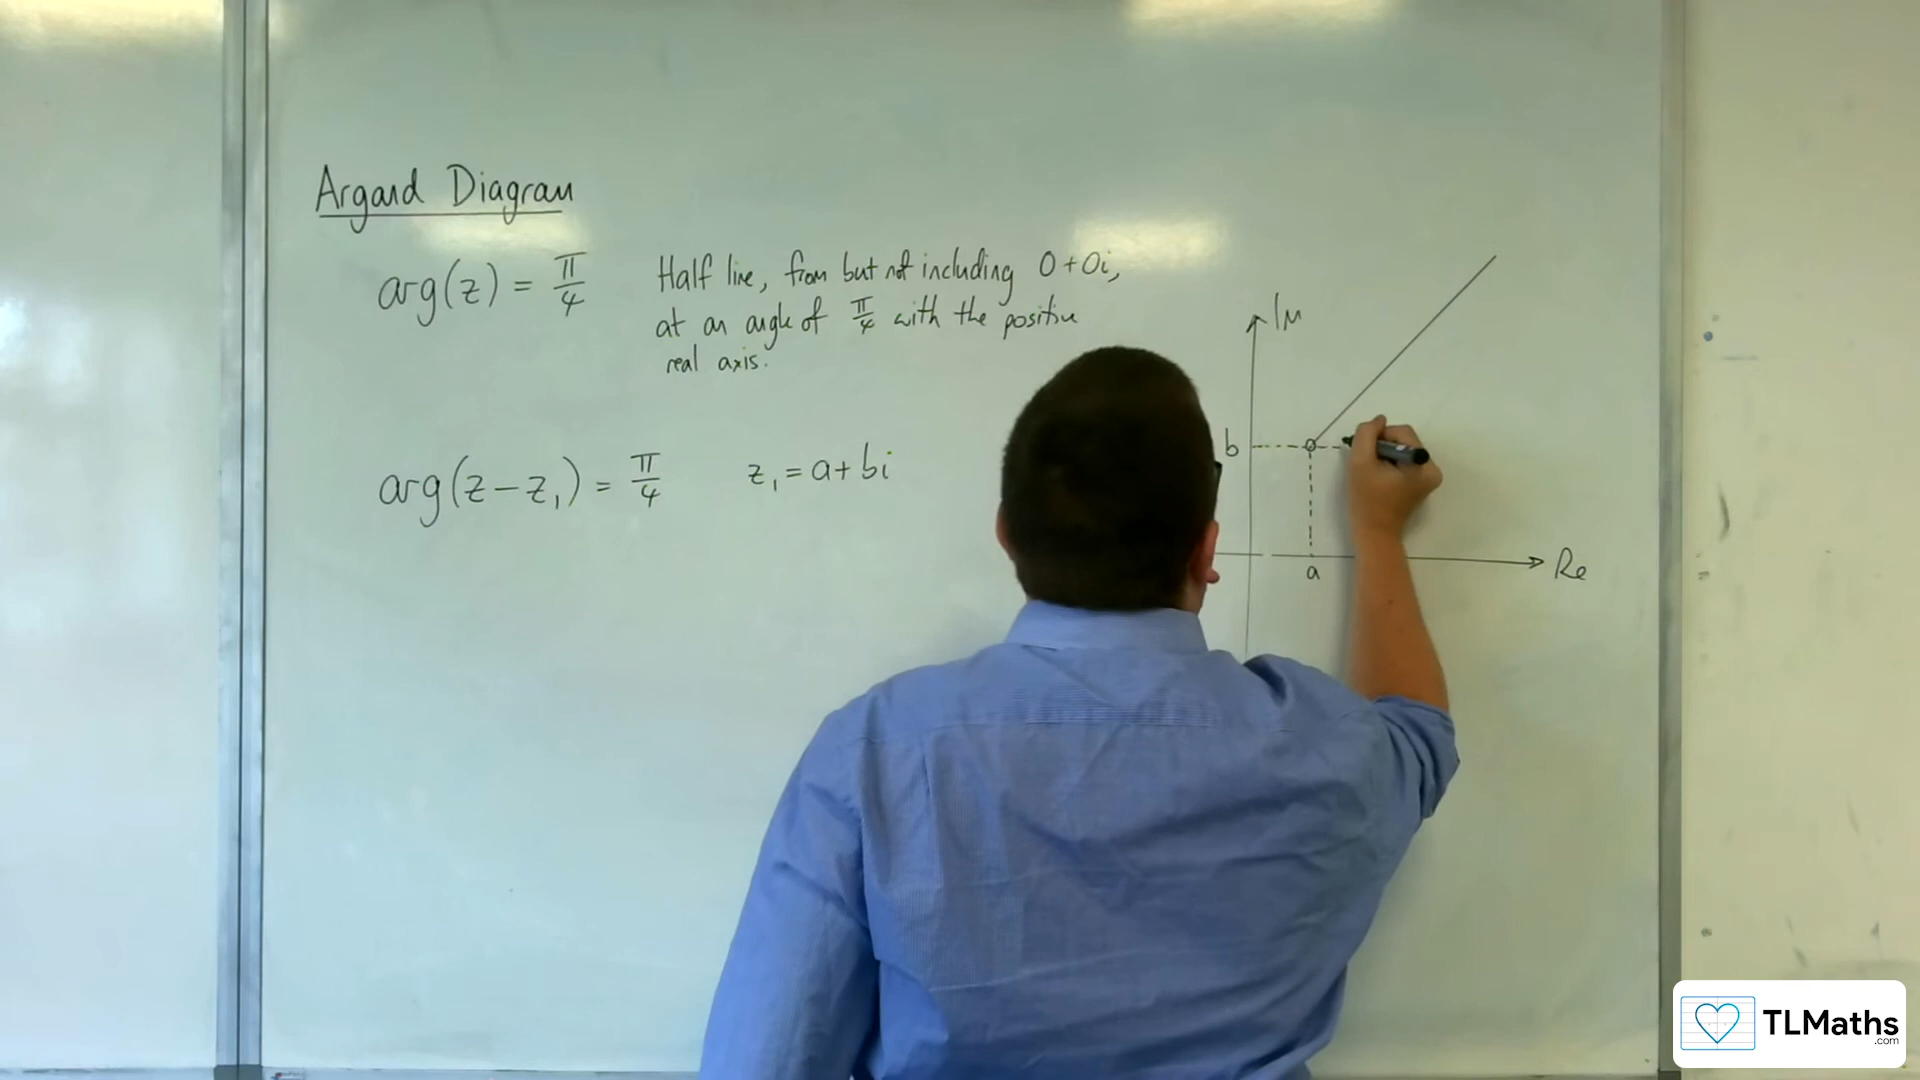 Argand Diagram
arg(z) = π/4
Half line, from but not including 0+0i,
at an angle of π/4 with the positive
real axis.
arg(z-z₁) = π/4
z₁ = a+bi
Im
b
a
Re
TLMaths
.com